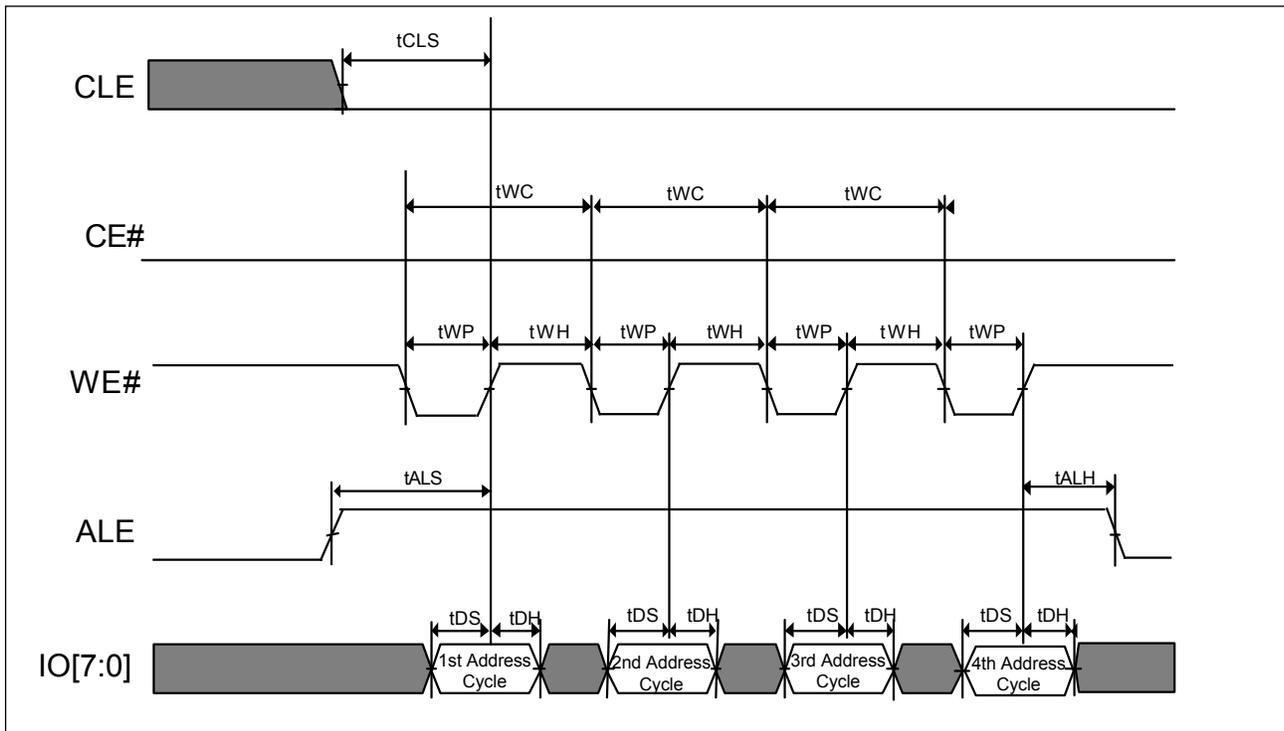 tCLS
CLE
tWC tWC tWC
CE#
tWP tWH tWP tWH tWP tWH tWP
WE#
tALS tALH
ALE
tDS tDH tDS tDH tDS tDH tDS tDH
IO[7:0]
1st Address
Cycle
2nd Address
Cycle
3rd Address
Cycle
4th Address
Cycle